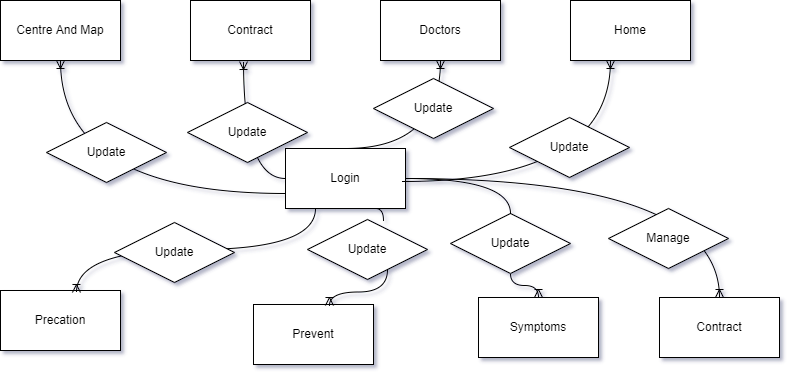 Centre And Map
Contract
Doctors
Home
Update
Update
Update
Update
Login
Update
Update
Update
Manage
Precation
Prevent
Symptoms
Contract